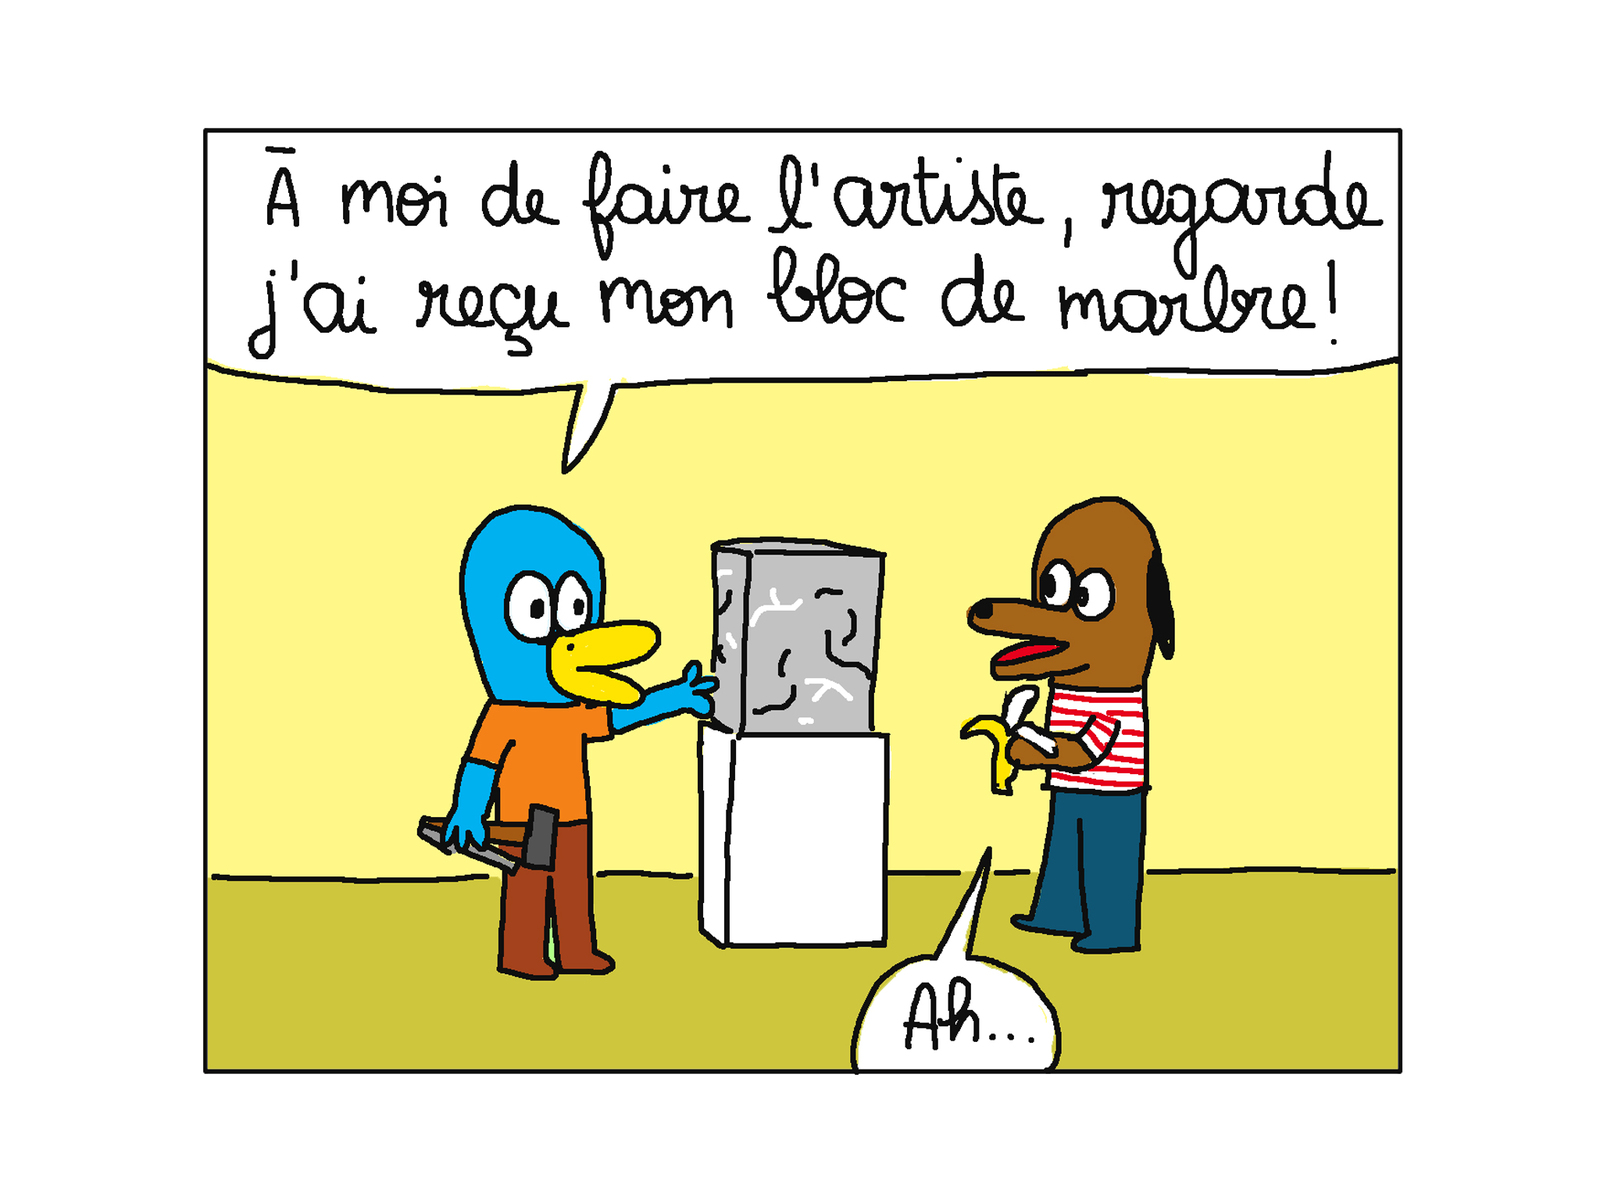 À moi de faire l'artiste, regarde
j'ai reçu mon bloc de marbre!
Ah...